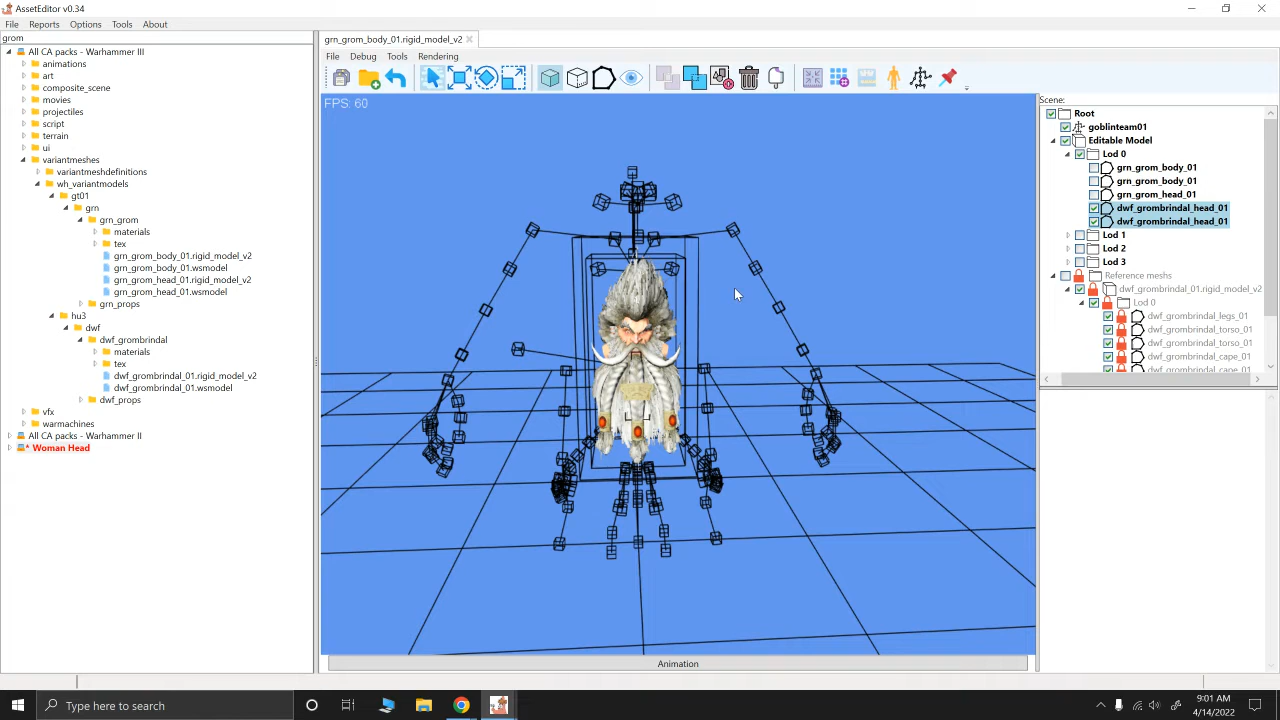 AssetEditor v0.34
File Reports Options Tools About
grom
All CA packs - Warhammer III
animations
art
composite_scene
movies
projectiles
script
terrain
ui
variantmeshes
variantmeshdefinitions
wh_variantmodels
gt01
grn
grn_grom
materials
tex
grn_grom_body_01.rigid_model_v2
grn_grom_body_01.wsmodel
grn_grom_head_01.rigid_model_v2
grn_grom_head_01.wsmodel
grn_props
hu3
dwf
dwf_grombrindal
materials
tex
dwf_grombrindal_01.rigid_model_v2
dwf_grombrindal_01.wsmodel
dwf_props
vfx
warmachines
All CA packs - Warhammer II
* Woman Head
grn_grom_body_01.rigid_model_v2
File Debug Tools Rendering
FPS: 60
Animation
Scene:
Root
goblinteam01
Editable Model
Lod 0
grn_grom_body_01
grn_grom_body_01
grn_grom_head_01
dwf_grombrindal_head_01
dwf_grombrindal_head_01
Lod 1
Lod 2
Lod 3
Reference meshs
dwf_grombrindal_01.rigid_model_v2
Lod 0
dwf_grombrindal_legs_01
dwf_grombrindal_torso_01
dwf_grombrindal_torso_01
dwf_grombrindal_cape_01
dwf_grombrindal_cape_01
Type here to search
9:01 AM
4/14/2022